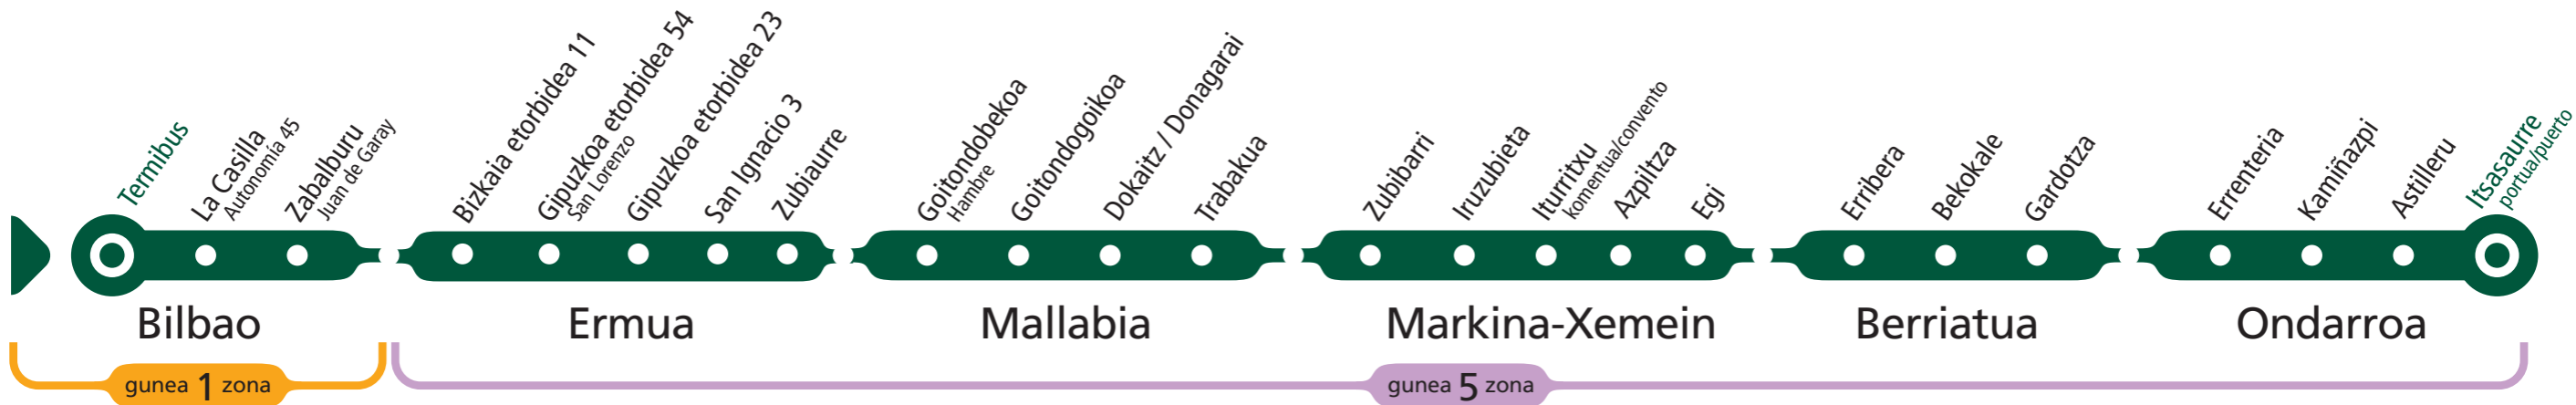 Termibus
La Casilla
Autonomía 45
Zabalburu
Juan de Garay
Bizkaia etorbidea 11
Gipuzkoa etorbidea 54
San Lorenzo
Gipuzkoa etorbidea 23
San Ignacio 3
Zubiaurre
Goitondobekoa
Hambre
Goitondogoikoa
Dokaitz / Donagarai
Trabakua
Zubibarri
Iruzubieta
Iturritxu
komentua/convento
Azpiltza
Egi
Erribera
Bekokale
Gardotza
Errenteria
Kamiñazpi
Astilleru
Itsasaurre
portua/puerto
Bilbao
Ermua
Mallabia
Markina-Xemein
Berriatua
Ondarroa
gunea 1 zona
gunea 5 zona